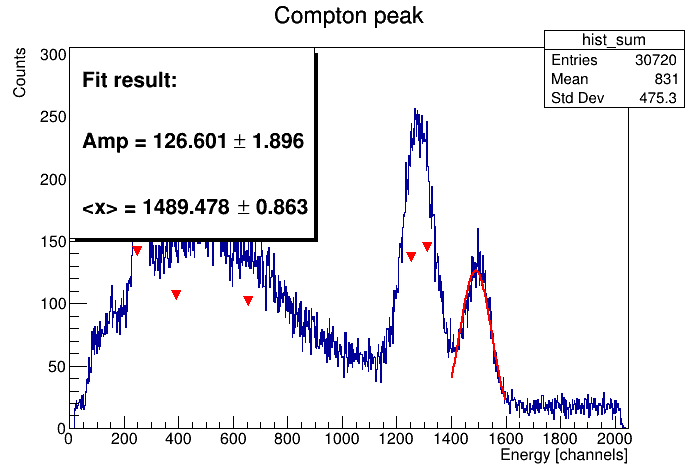 Compton peak
hist_sum
Entries 30720
Mean 831
Std Dev 475.3
Counts
Fit result:
Amp = 126.601 ± 1.896
<x> = 1489.478 ± 0.863
300
250
200
150
100
50
0
0 200 400 600 800 1000 1200 1400 1600 1800 2000
Energy [channels]